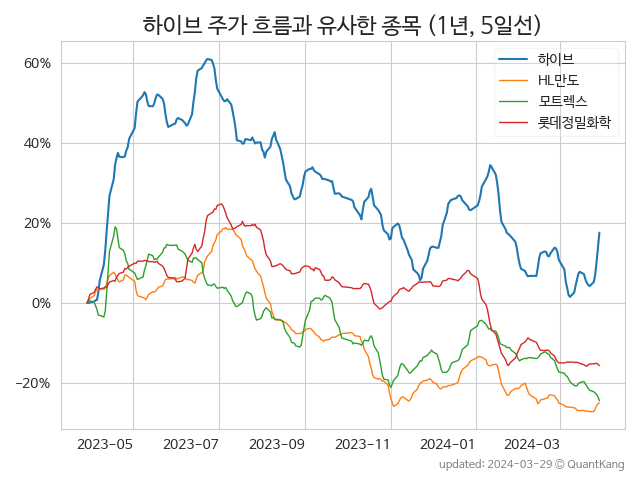 하이브 주가 흐름과 유사한 종목 (1년, 5일선)
하이브
HL만도
모트렉스
롯데정밀화학
60%
40%
20%
0%
−20%
2023-05
2023-07
2023-09
2023-11
2024-01
2024-03
updated: 2024-03-29 © QuantKang